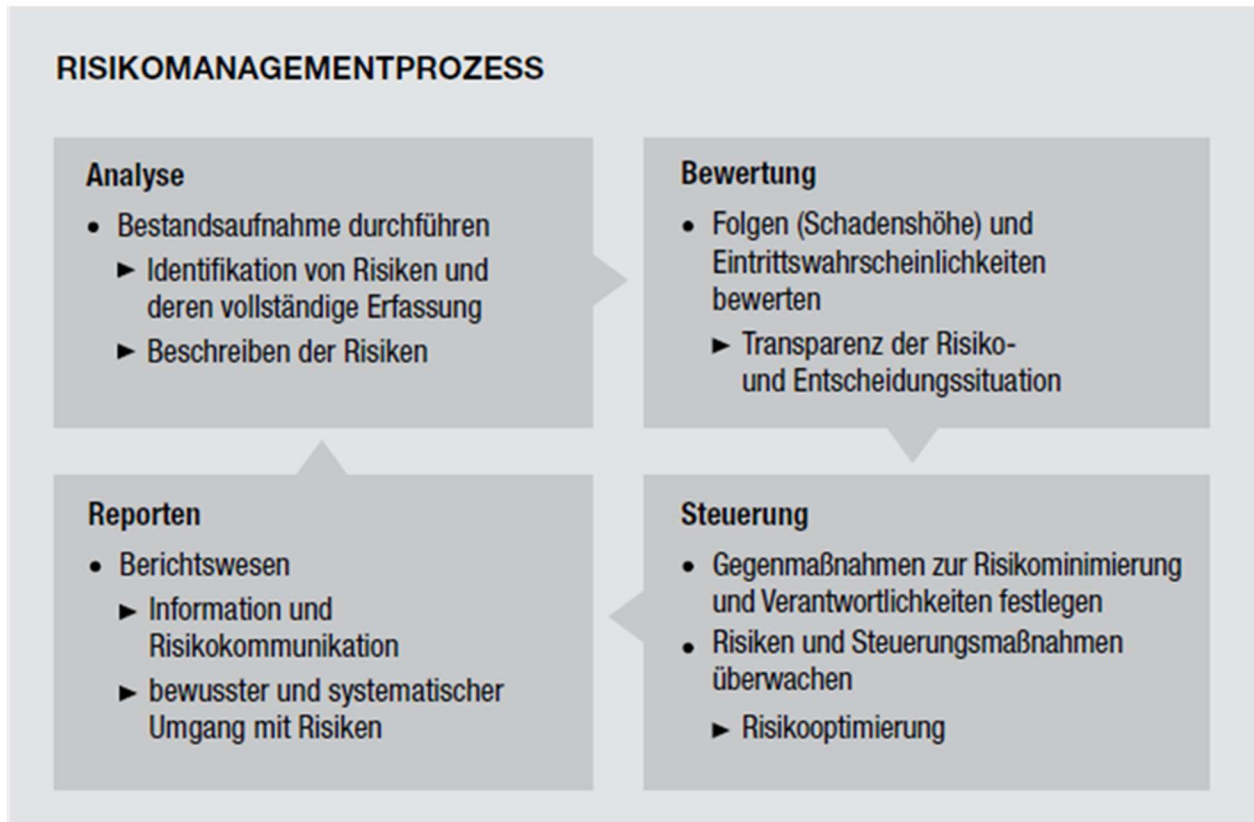 RISIKOMANAGEMENTPROZESS
Analyse
• Bestandsaufnahme durchführen
► Identifikation von Risiken und
deren vollständige Erfassung
► Beschreiben der Risiken
Bewertung
• Folgen (Schadenshöhe) und
Eintrittswahrscheinlichkeiten
bewerten
► Transparenz der Risiko-
und Entscheidungssituation
Steuerung
• Gegenmaßnahmen zur Risikominimierung
und Verantwortlichkeiten festlegen
• Risiken und Steuerungsmaßnahmen
überwachen
► Risikooptimierung
Reporten
• Berichtswesen
► Information und
Risikokommunikation
► bewusster und systematischer
Umgang mit Risiken